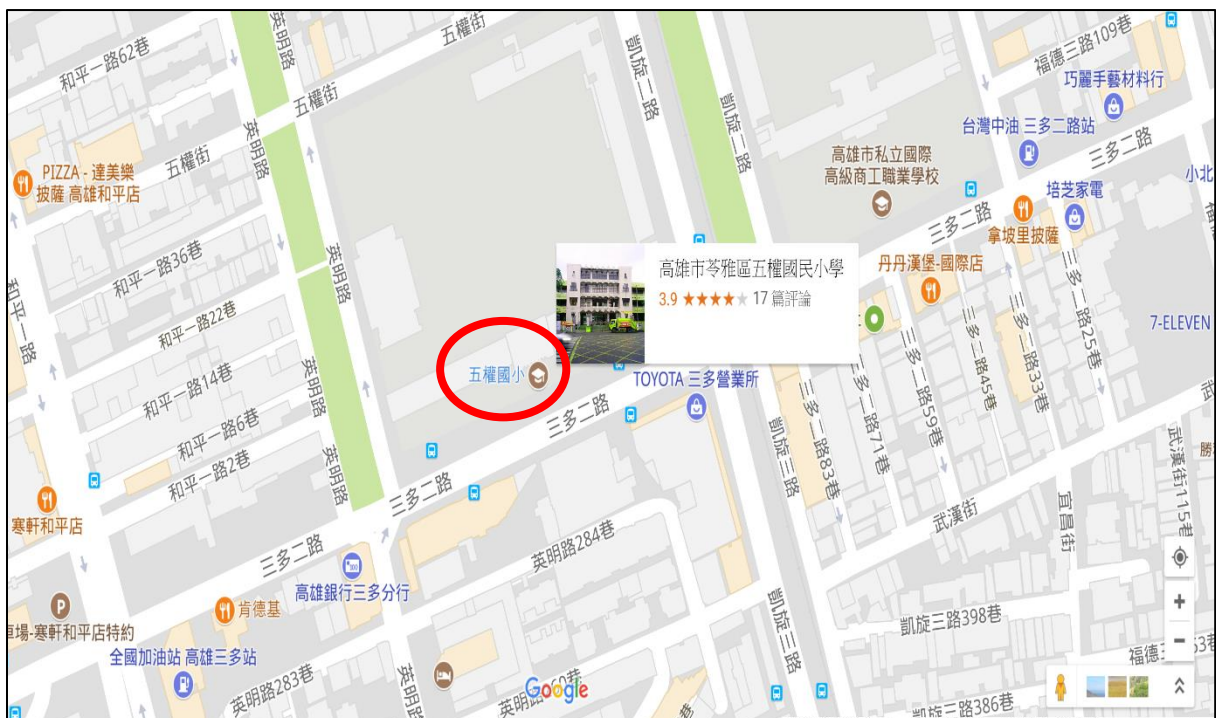 和平一路62巷
英明路
五權街
凱旋二路
凱旋二路
福德三路109巷
巧麗手藝材料行
台灣中油 三多二路站
三多二路
五權街
英明路
五權街
PIZZA - 達美樂
披薩 高雄和平店
高雄市私立國際
高級商工職業學校
培芝家電
小北
三多二路
拿坡里披薩
和平一路36巷
英明路
高雄市苓雅區五權國民小學
3.9 ★★★★★ 17 篇評論
丹丹漢堡-國際店
和平一路
和平一路22巷
三多二路25巷
7-ELEVEN
三多二路45巷
三多二路33巷
三多二路59巷
五權國小
TOYOTA 三多營業所
和平一路14巷
英明路
三多二路71巷
和平一路6巷
三多二路
三多二路83巷
凱旋三路
武漢街115巷
勝
和平一路2巷
英明路
三多二路
武漢街
宜昌街
寒軒和平店
三多二路
英明路284巷
高雄銀行三多分行
肯德基
凱旋三路
凱旋三路398巷
車場-寒軒和平店特約
全國加油站 高雄三多站
英明路283巷
英明路
Google
凱旋三路386巷